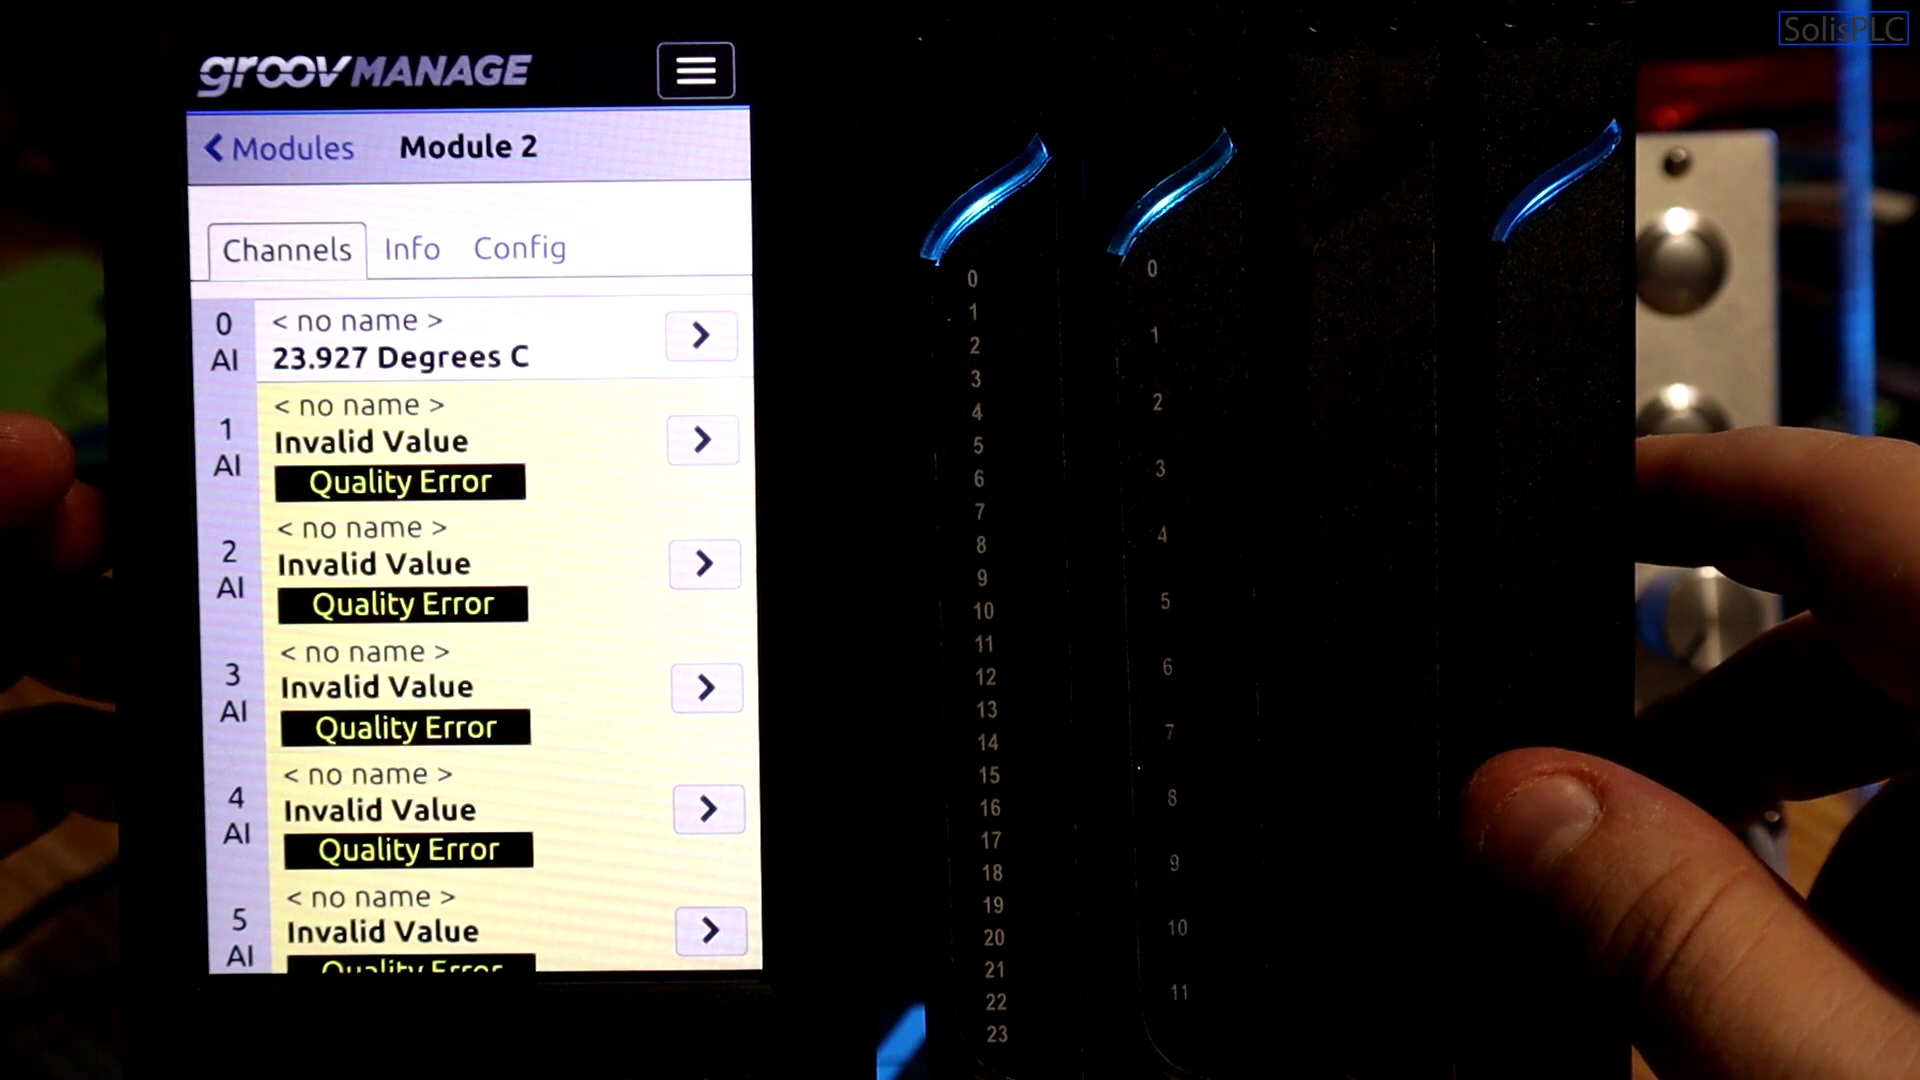 SolisPLC
groov MANAGE
Modules Module 2
Channels Info Config
0 AI
< no name >
23.927 Degrees C
1 AI
< no name >
Invalid Value
Quality Error
2 AI
< no name >
Invalid Value
Quality Error
3 AI
< no name >
Invalid Value
Quality Error
4 AI
< no name >
Invalid Value
Quality Error
5 AI
< no name >
Invalid Value
Quality Error
0
1
2
3
4
5
6
7
8
9
10
11
12
13
14
15
16
17
18
19
20
21
22
23
0
1
2
3
4
5
6
7
8
9
10
11